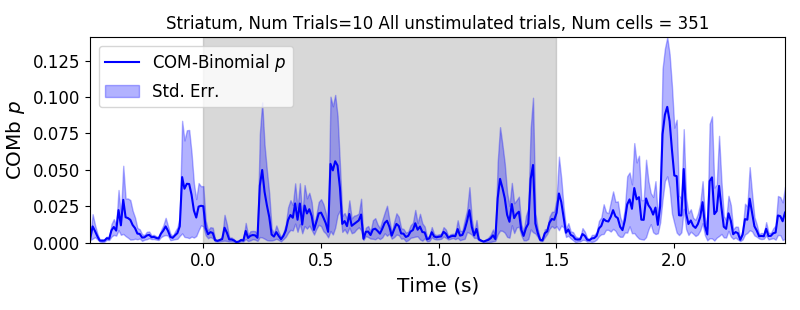 Striatum, Num Trials=10 All unstimulated trials, Num cells = 351
COM-Binomial p
Std. Err.
COMb p
0.125
0.100
0.075
0.050
0.025
0.000
0.0
0.5
1.0
1.5
2.0
Time (s)